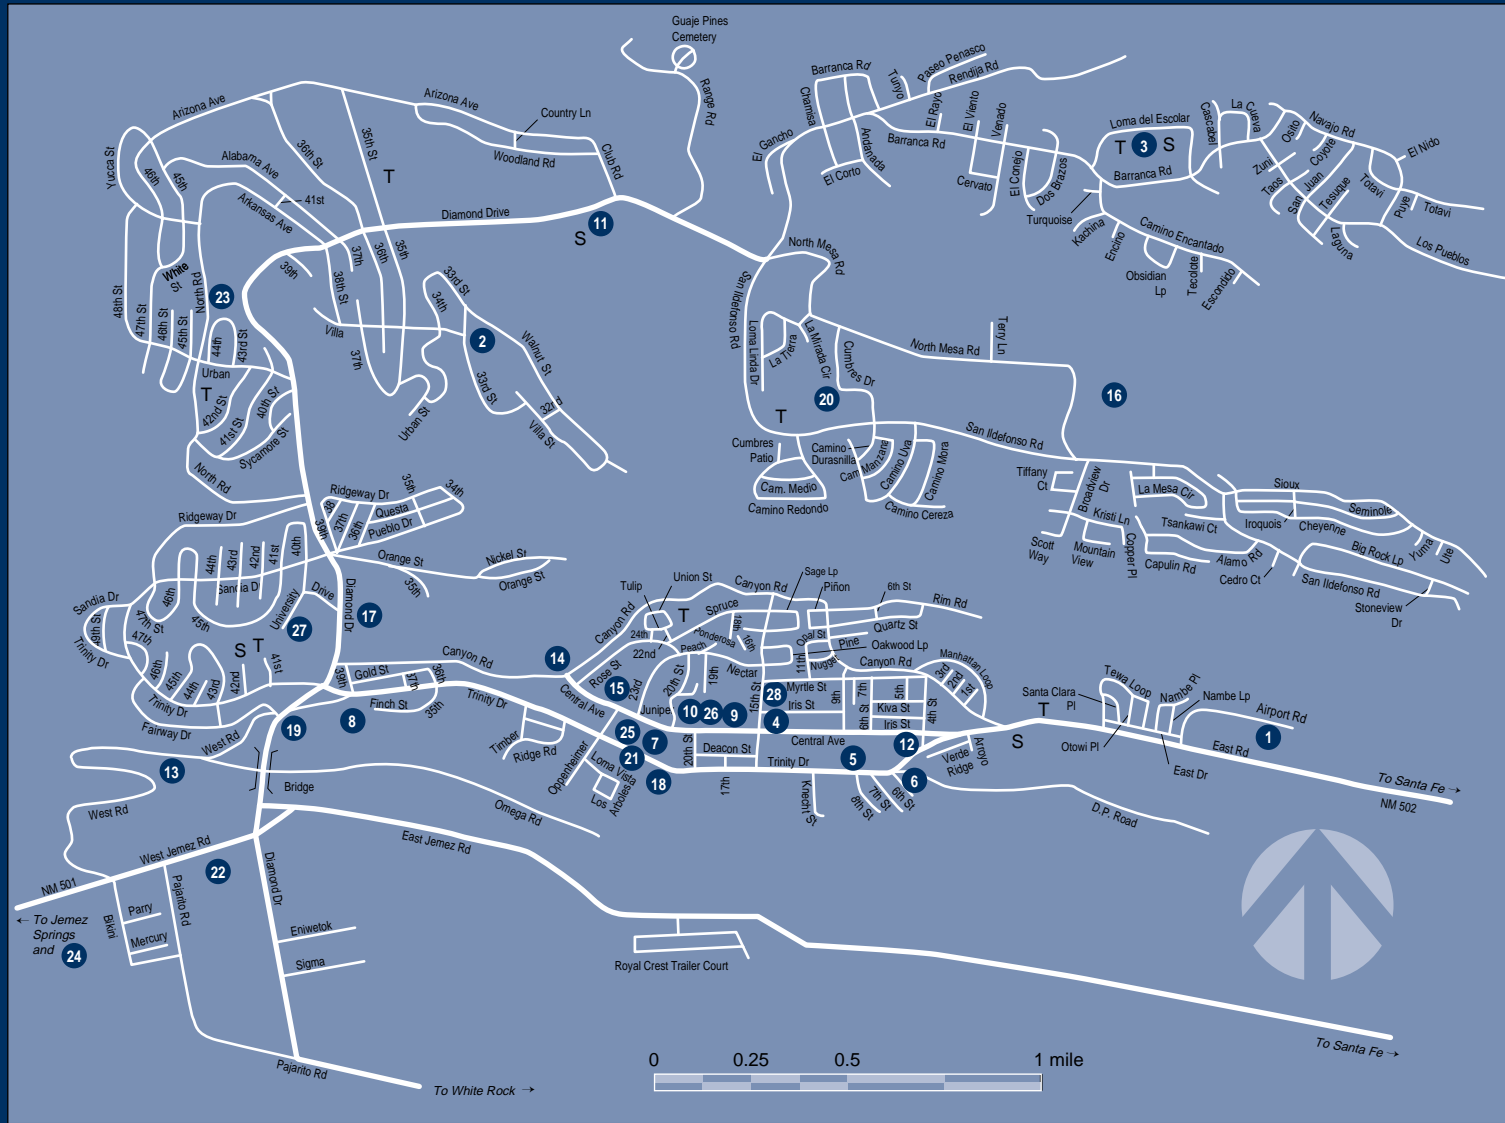 Guaje Pines
Cemetery
Range Rd
Arizona Ave
Arizona Ave
Country Ln
Woodland Rd
Club Rd
35th St
36th St
Alabama Ave
41st
Arkansas Ave
Yucca St
46th
45th
T
Diamond Drive
11
S
39th
38th St
37th
36th
35th
33rd St
34th
Villa
37th
2
Walnut St
33rd St
32nd
Villa St
Urban St
White
St
North Rd
23
48th St
47th St
46th St
45th St
44th
43rd St
Urban
T
42nd St
41st St
40th St
Sycamore St
North Rd
Barranca Rd
Tunyo
Paseo Penasco
Rendija Rd
Chamisa
El Gancho
Andanada
El Corto
Barranca Rd
El Rayo
El Viento
Venado
Cervato
El Conejo
Dos Brazos
Loma del Escolar
T
3
S
Barranca Rd
Cascabel
La
Cueva
Osito
Navajo Rd
El Nido
Zuni
Coyote
Taos
San Juan
Tesuque
Totavi
Puye
Totavi
Laguna
Los Pueblos
Turquoise
Kachina
Encino
Camino Encantado
Obsidian
Lp
Tecolote
Escondido
North Mesa Rd
San Ildefonso Rd
Loma Linda Dr
La Tierra
La Mirada Cir
Cumbres Dr
North Mesa Rd
Terry Ln
20
16
T
Cumbres
Patio
Camino
Durasnilla
Cam. Medio
Camino Redondo
Cam Manzana
Camino Uva
Camino Mora
Camino Cereza
San Ildefonso Rd
Tiffany
Ct
Broadview
Dr
La Mesa Cir
Sioux
Seminole
Iroquois
Cheyenne
Kristi Ln
Tsankawi Ct
Scott
Way
Mountain
View
Copper Pl
Capulin Rd
Alamo Rd
Cedro Ct
Big Rock Lp
Yuma
Ute
San Ildefonso Rd
Stoneview
Dr
Ridgeway Dr
Ridgeway Dr
35th
34th
38
37th
36th
Questa
Pueblo Dr
39th
Orange St
Nickel St
Orange St
35th
44th
43rd
42nd
41st
40th
Sandia Dr
Sandia D
46th
45th
University
Drive
Diamond Dr
17
27
49th St
47th St
47th
Trinity Dr
S
T
41st
46th
45th
44th
43rd
42nd
Trinity Dr
Fairway Dr
39th
Gold St
37th
36th
Finch St
35th
8
Canyon Rd
Trinity Dr
14
Canyon Rd
Tulip
Union St
Canyon Rd
Sage Lp
Piñon
6th St
Rim Rd
Spruce
T
24th
22nd
Ponderosa
Peach
18th
16th
Opal St
Quartz St
Pine
Oakwood Lp
Nugget
11th
Canyon Rd
Manhattan Loop
3rd
2nd
1st
Rose St
15
23rd
20th St
19th
Nectar
Juniper
10
26
9
15th St
28
Myrtle St
Iris St
4
9th
7th
6th St
5th
Kiva St
Iris St
4th St
Central Ave
25
7
21
18
20th St
Deacon St
17th
Trinity Dr
Central Ave
5
12
6
Verde
Ridge
Arroyo
S
T
Knecht St
8th St
7th St
6th St
D.P. Road
Timber
Ridge Rd
Oppenheimer
Loma Vista
Los
Arboles
Santa Clara
Pl
Tewa Loop
Nambe Pl
Nambe Lp
Otowi Pl
East Dr
Airport Rd
1
East Rd
To Santa Fe →
NM 502
19
West Rd
13
Bridge
Omega Rd
West Rd
West Jemez Rd
22
East Jemez Rd
NM 501
← To Jemez
Springs
and 24
Bikini
Parry
Mercury
Pajarito Rd
Diamond Dr
Eniwetok
Sigma
Royal Crest Trailer Court
Pajarito Rd
To White Rock →
To Santa Fe →
0 0.25 0.5 1 mile